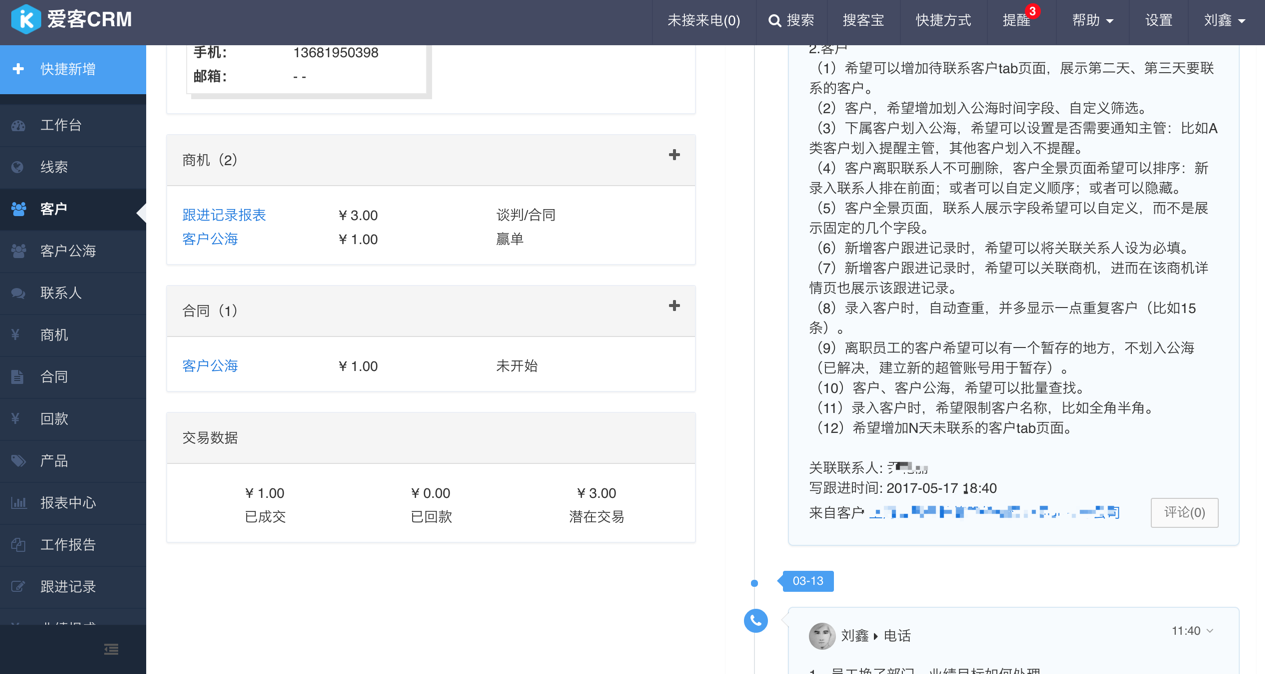 爱客CRM
未接来电(0)
搜索
搜客宝
快捷方式
提醒
3
帮助
设置
刘鑫
快捷新增
工作台
线索
客户
客户公海
联系人
商机
合同
回款
产品
报表中心
工作报告
跟进记录
手机：
13681950398
邮箱：
- -
商机（2）
跟进记录报表
¥ 3.00
谈判/合同
客户公海
¥ 1.00
赢单
合同（1）
客户公海
¥ 1.00
未开始
交易数据
¥ 1.00
¥ 0.00
¥ 3.00
已成交
已回款
潜在交易
2.客户
（1）希望可以增加待联系客户tab页面，展示第二天、第三天要联
系的客户。
（2）客户，希望增加划入公海时间字段、自定义筛选。
（3）下属客户划入公海，希望可以设置是否需要通知主管：比如A
类客户划入提醒主管，其他客户划入不提醒。
（4）客户离职联系人不可删除，客户全景页面希望可以排序：新
录入联系人排在前面；或者可以自定义顺序；或者可以隐藏。
（5）客户全景页面，联系人展示字段希望可以自定义，而不是展
示固定的几个字段。
（6）新增客户跟进记录时，希望可以将关联关系人设为必填。
（7）新增客户跟进记录时，希望可以关联商机，进而在该商机详
情页也展示该跟进记录。
（8）录入客户时，自动查重，并多显示一点重复客户（比如15
条）。
（9）离职员工的客户希望可以有一个暂存的地方，不划入公海
（已解决，建立新的超管账号用于暂存）。
（10）客户、客户公海，希望可以批量查找。
（11）录入客户时，希望限制客户名称，比如全角半角。
（12）希望增加N天未联系的客户tab页面。
关联联系人:
写跟进时间: 2017-05-17 18:40
来自客户
评论(0)
03-13
刘鑫
电话
11:40
1、员工换了部门，业绩目标如何处理